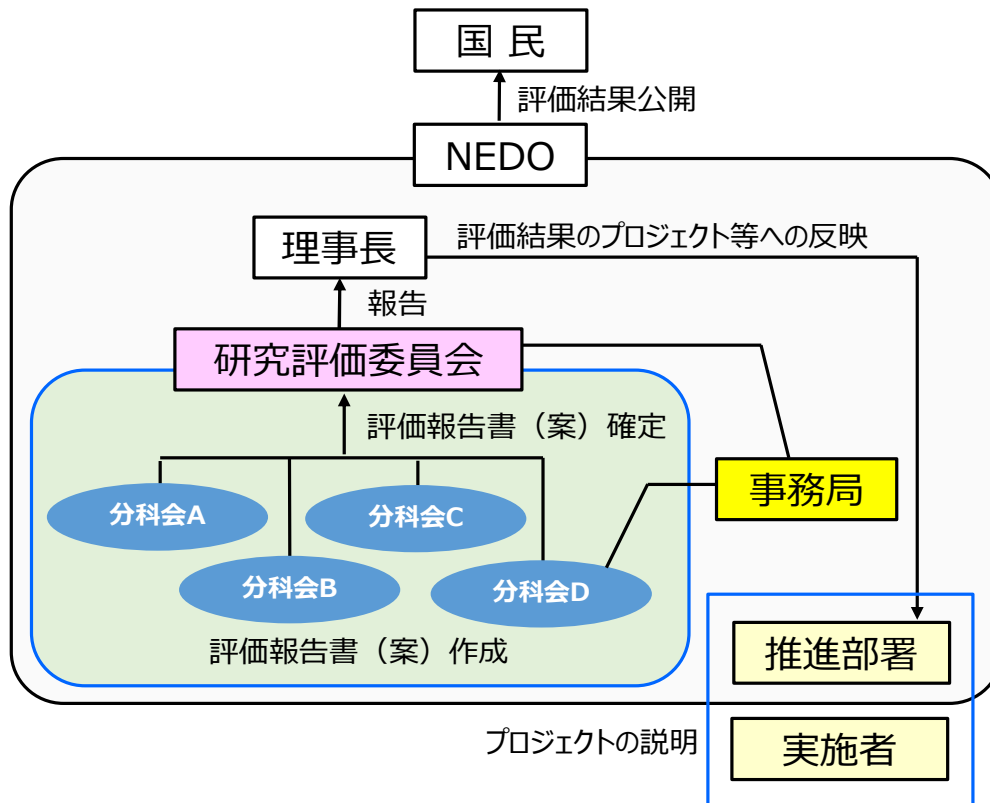 国 民
評価結果公開
NEDO
理事長
評価結果のプロジェクト等への反映
報告
研究評価委員会
評価報告書（案）確定
事務局
分科会A
分科会C
分科会B
分科会D
評価報告書（案）作成
推進部署
プロジェクトの説明
実施者